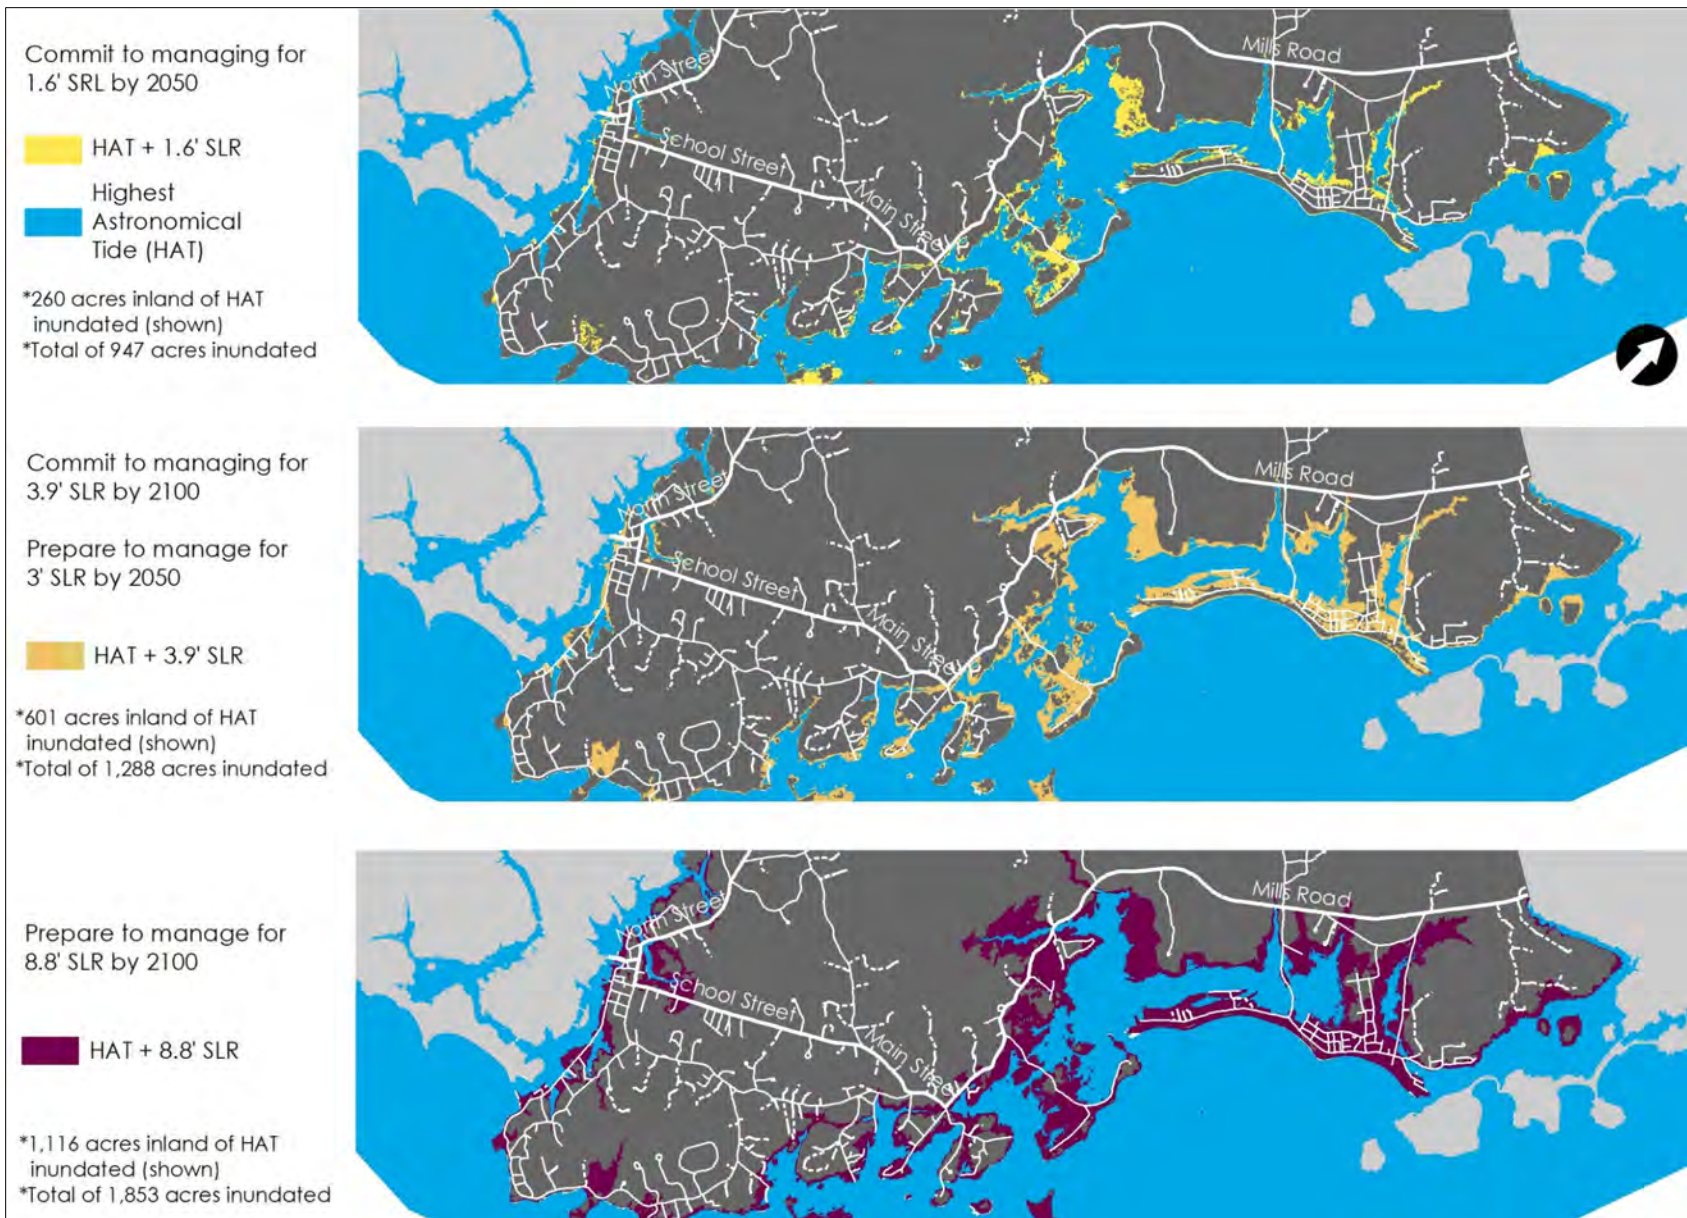 Commit to managing for
1.6' SRL by 2050
HAT + 1.6' SLR
Highest
Astronomical
Tide (HAT)
*260 acres inland of HAT
inundated (shown)
*Total of 947 acres inundated
North Street
School Street
Main Street
Mills Road
Commit to managing for
3.9' SLR by 2100
Prepare to manage for
3' SLR by 2050
HAT + 3.9' SLR
*601 acres inland of HAT
inundated (shown)
*Total of 1,288 acres inundated
North Street
School Street
Main Street
Mills Road
Prepare to manage for
8.8' SLR by 2100
HAT + 8.8' SLR
*1,116 acres inland of HAT
inundated (shown)
*Total of 1,853 acres inundated
North Street
School Street
Main Street
Mills Road